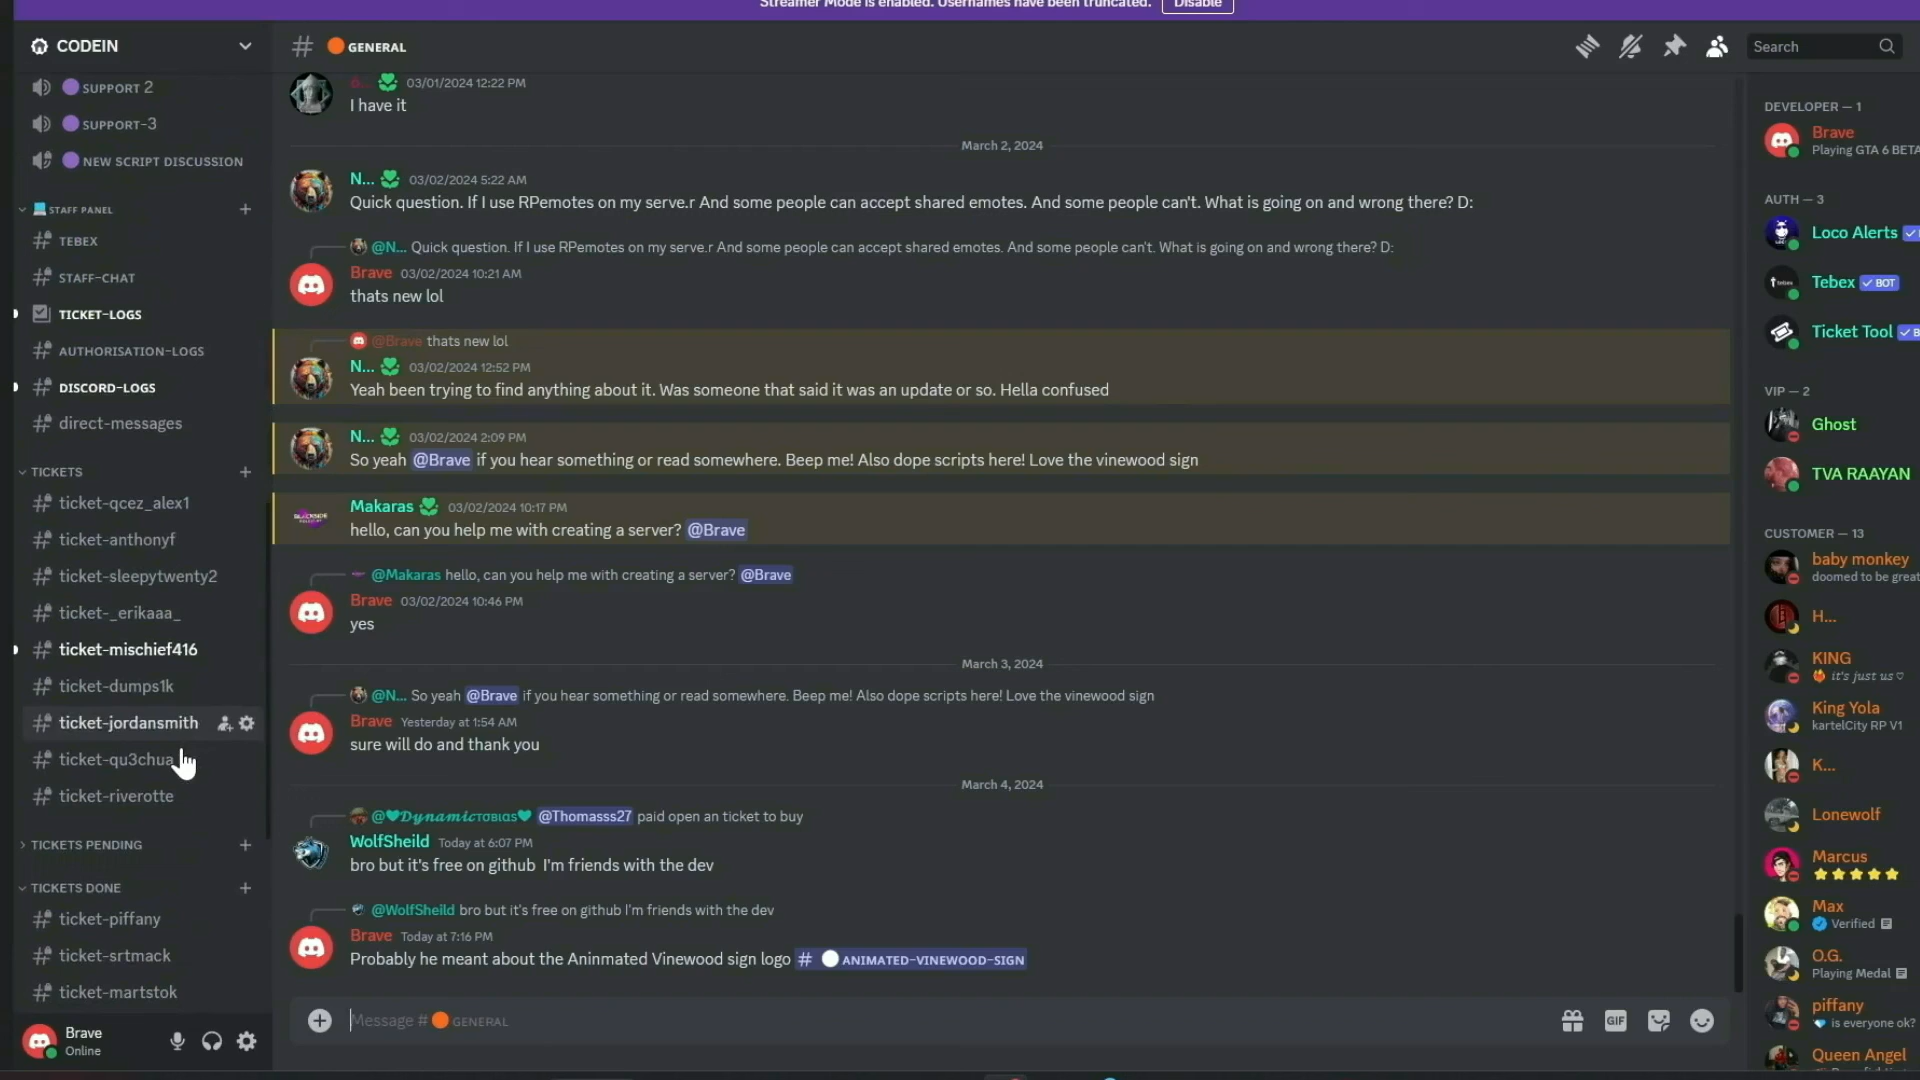 Streamer Mode is enabled. Usernames have been truncated. Disable
CODEIN
SUPPORT 2
SUPPORT-3
NEW SCRIPT DISCUSSION
STAFF PANEL
TEBEX
STAFF-CHAT
TICKET-LOGS
AUTHORISATION-LOGS
DISCORD-LOGS
direct-messages
TICKETS
ticket-qcez_alex1
ticket-anthonyf
ticket-sleepytwenty2
ticket-_erikaaa_
ticket-mischief416
ticket-dumps1k
ticket-jordansmith
ticket-qu3chua
ticket-riverotte
TICKETS PENDING
TICKETS DONE
ticket-piffany
ticket-srtmack
ticket-martstok
Brave
Online
# GENERAL
03/01/2024 12:22 PM
I have it
March 2, 2024
N... 03/02/2024 5:22 AM
Quick question. If I use RPemotes on my serve.r And some people can accept shared emotes. And some people can't. What is going on and wrong there? D:
@N... Quick question. If I use RPemotes on my serve.r And some people can accept shared emotes. And some people can't. What is going on and wrong there? D:
Brave 03/02/2024 10:21 AM
thats new lol
@Brave thats new lol
N... 03/02/2024 12:52 PM
Yeah been trying to find anything about it. Was someone that said it was an update or so. Hella confused
N... 03/02/2024 2:09 PM
So yeah @Brave if you hear something or read somewhere. Beep me! Also dope scripts here! Love the vinewood sign
Makaras 03/02/2024 10:17 PM
hello, can you help me with creating a server? @Brave
@Makaras hello, can you help me with creating a server? @Brave
Brave 03/02/2024 10:46 PM
yes
March 3, 2024
@N... So yeah @Brave if you hear something or read somewhere. Beep me! Also dope scripts here! Love the vinewood sign
Brave Yesterday at 1:54 AM
sure will do and thank you
March 4, 2024
@♥𝓓𝔂𝓷𝓪𝓶𝓲𝓬τοβιας♥ @Thomasss27 paid open an ticket to buy
WolfSheild Today at 6:07 PM
bro but it's free on github I'm friends with the dev
@WolfSheild bro but it's free on github I'm friends with the dev
Brave Today at 7:16 PM
Probably he meant about the Aninmated Vinewood sign logo # ANIMATED-VINEWOOD-SIGN
Message # GENERAL
GIF
Search
DEVELOPER — 1
Brave
Playing GTA 6 BETA
AUTH — 3
Loco Alerts
Tebex BOT
Ticket Tool
VIP — 2
Ghost
TVA RAAYAN
CUSTOMER — 13
baby monkey
doomed to be great
H...
KING
it's just us ♡
King Yola
kartelCity RP V1
K...
Lonewolf
Marcus
Max
Verified
O.G.
Playing Medal
piffany
is everyone ok?
Queen Angel